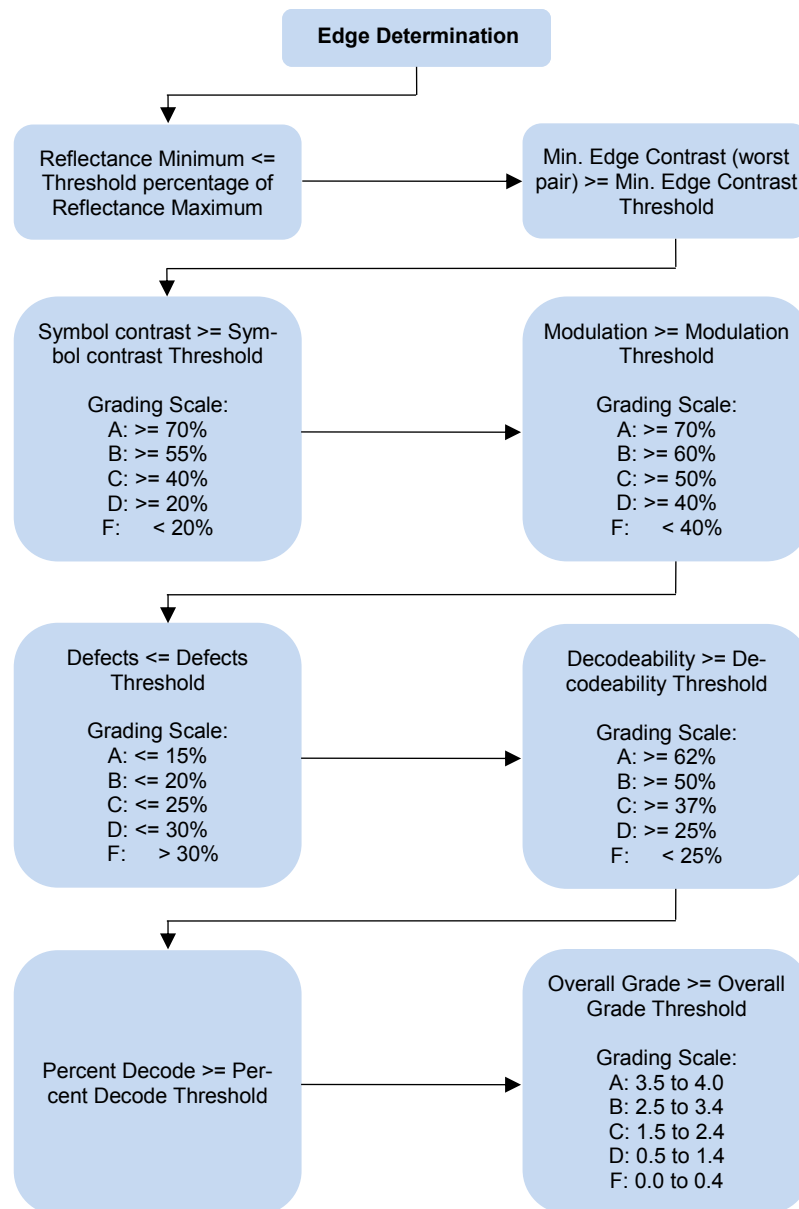 Edge Determination
Reflectance Minimum <=
Threshold percentage of
Reflectance Maximum
Min. Edge Contrast (worst
pair) >= Min. Edge Contrast
Threshold
Symbol contrast >= Sym-
bol contrast Threshold
Grading Scale:
A: >= 70%
B: >= 55%
C: >= 40%
D: >= 20%
F: < 20%
Modulation >= Modulation
Threshold
Grading Scale:
A: >= 70%
B: >= 60%
C: >= 50%
D: >= 40%
F: < 40%
Defects <= Defects
Threshold
Grading Scale:
A: <= 15%
B: <= 20%
C: <= 25%
D: <= 30%
F: > 30%
Decodeability >= De-
codeability Threshold
Grading Scale:
A: >= 62%
B: >= 50%
C: >= 37%
D: >= 25%
F: < 25%
Percent Decode >= Per-
cent Decode Threshold
Overall Grade >= Overall
Grade Threshold
Grading Scale:
A: 3.5 to 4.0
B: 2.5 to 3.4
C: 1.5 to 2.4
D: 0.5 to 1.4
F: 0.0 to 0.4